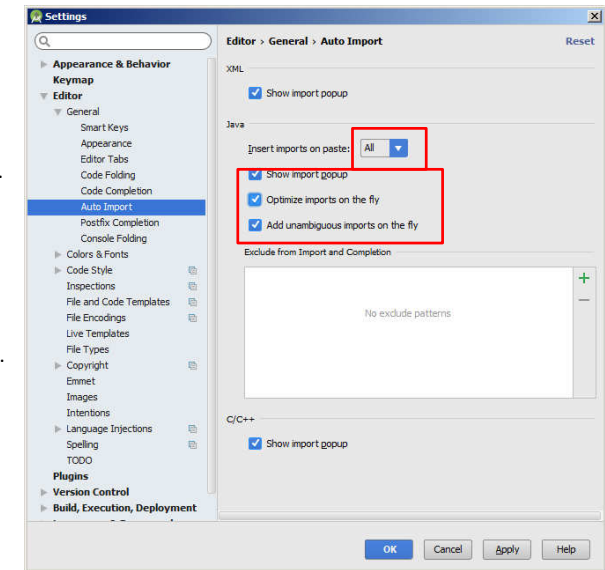 Settings
Editor › General › Auto Import
Reset
Appearance & Behavior
Keymap
Editor
General
Smart Keys
Appearance
Editor Tabs
Code Folding
Code Completion
Auto Import
Postfix Completion
Console Folding
Colors & Fonts
Code Style
Inspections
File and Code Templates
File Encodings
Live Templates
File Types
Copyright
Emmet
Images
Intentions
Language Injections
Spelling
TODO
Plugins
Version Control
Build, Execution, Deployment
XML
Show import popup
Java
Insert imports on paste: All
Show import popup
Optimize imports on the fly
Add unambiguous imports on the fly
Exclude from Import and Completion
No exclude patterns
C/C++
Show import popup
OK Cancel Apply Help